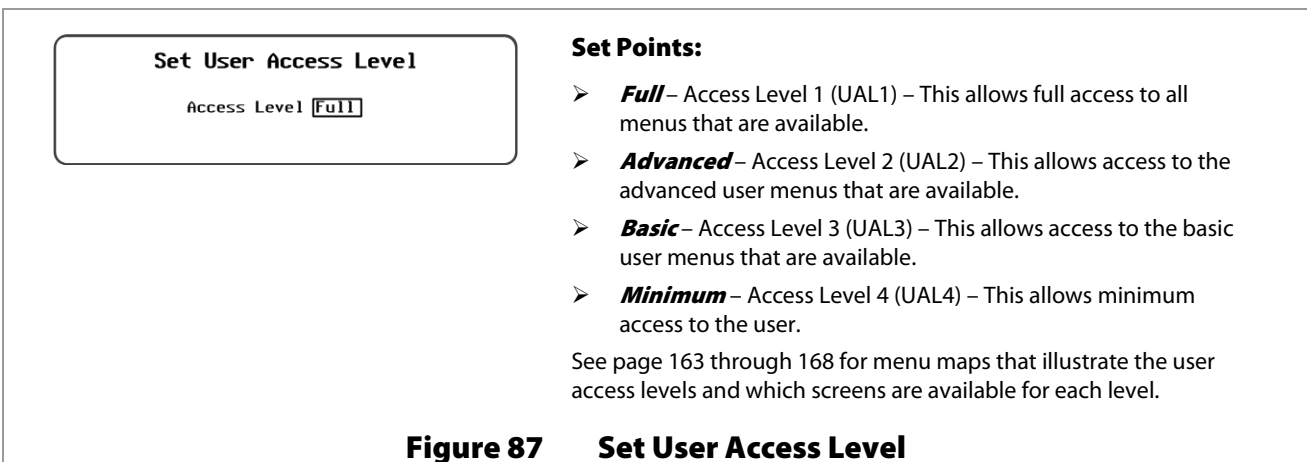 Set User Access Level
Access Level Full
Set Points:
➢ Full – Access Level 1 (UAL1) – This allows full access to all
menus that are available.
➢ Advanced – Access Level 2 (UAL2) – This allows access to the
advanced user menus that are available.
➢ Basic – Access Level 3 (UAL3) – This allows access to the basic
user menus that are available.
➢ Minimum – Access Level 4 (UAL4) – This allows minimum
access to the user.
See page 163 through 168 for menu maps that illustrate the user
access levels and which screens are available for each level.
Figure 87 Set User Access Level